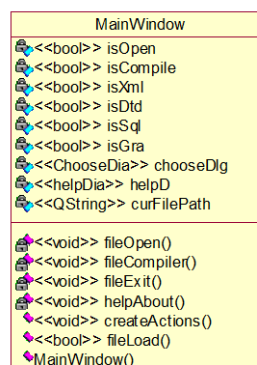 MainWindow
<<bool>> isOpen
<<bool>> isCompile
<<bool>> isXml
<<bool>> isDtd
<<bool>> isSql
<<bool>> isGra
<<ChooseDia>> chooseDlg
<<helpDia>> helpD
<<QString>> curFilePath
<<void>> fileOpen()
<<void>> fileCompiler()
<<void>> fileExit()
<<void>> helpAbout()
<<void>> createActions()
<<bool>> fileLoad()
MainWindow()